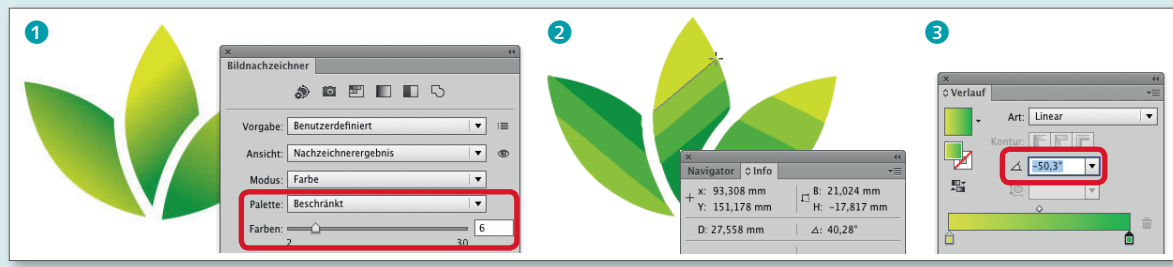 1
Bildnachzeichner
Vorgabe: Benutzerdefiniert
Ansicht: Nachzeichnerergebnis
Modus: Farbe
Palette: Beschränkt
Farben: 6
2 30
2
Navigator Info
x: 93,308 mm B: 21,024 mm
Y: 151,178 mm H: -17,817 mm
D: 27,558 mm ⊿: 40,28°
3
Verlauf
Art: Linear
Kontur:
-50,3°